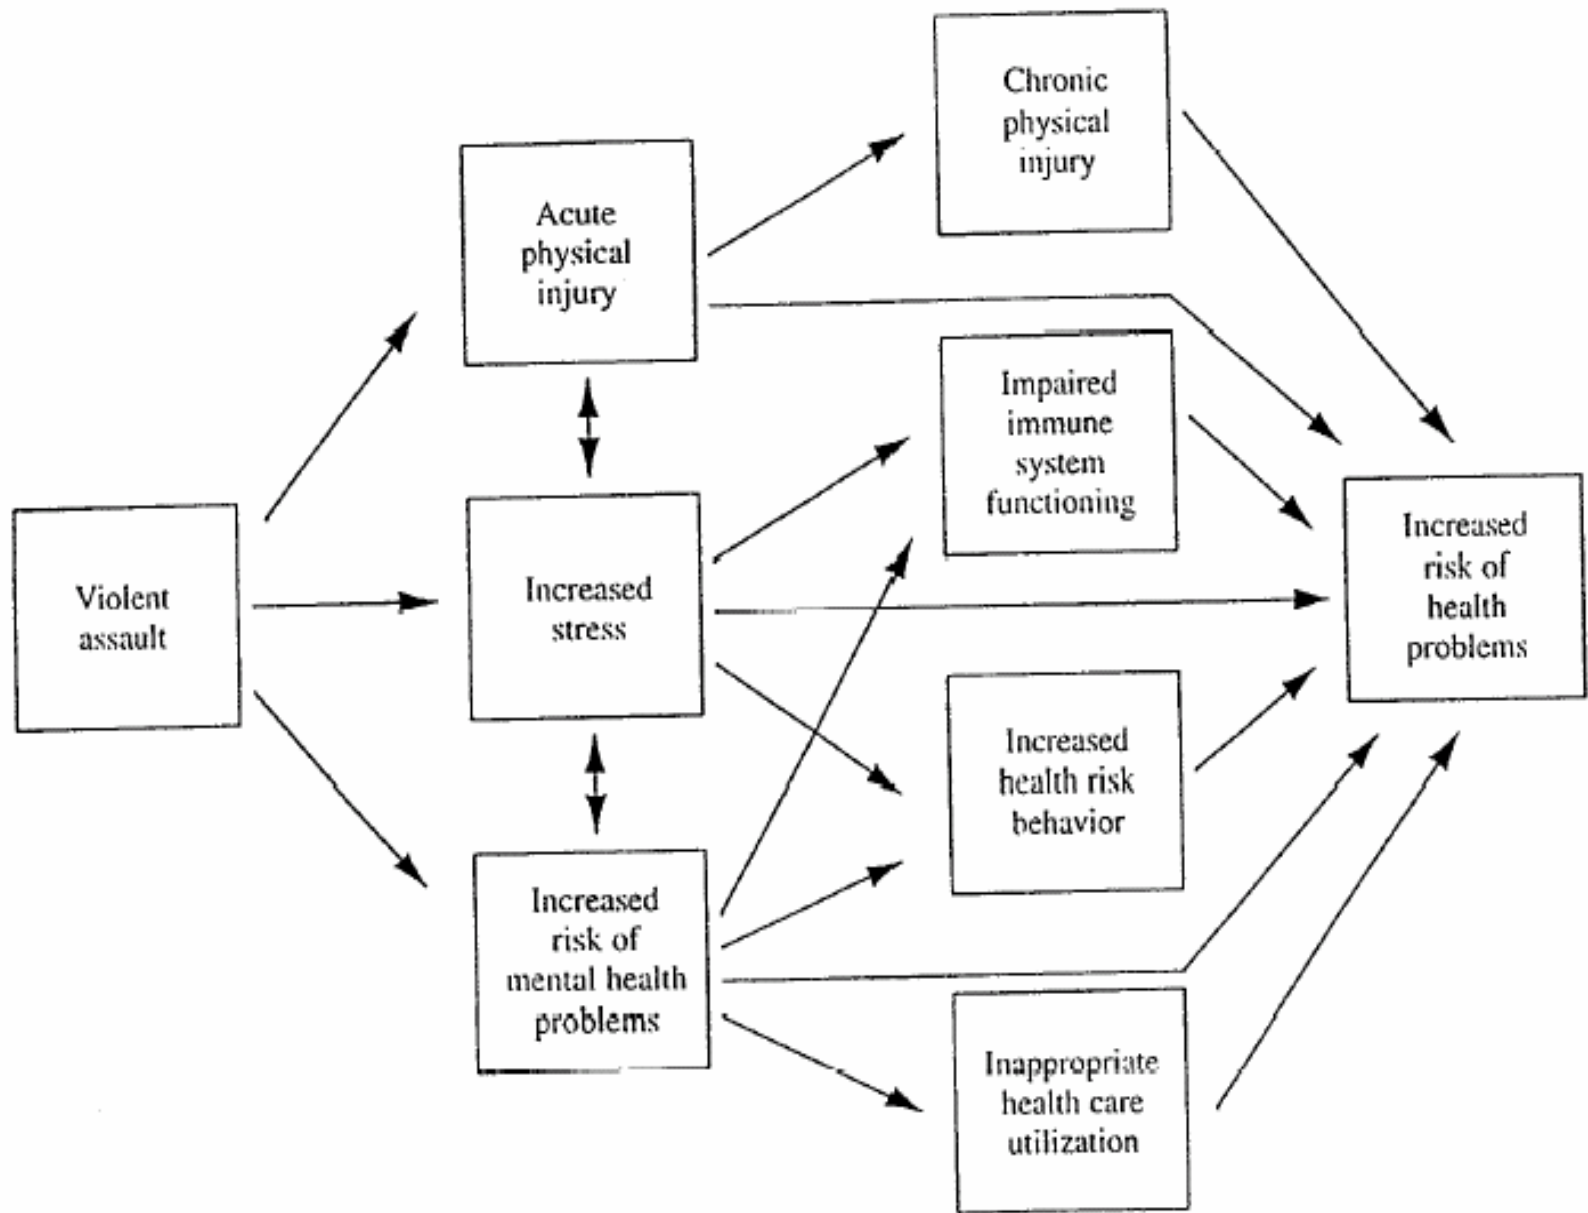 Violent
assault
Acute
physical
injury
Increased
stress
Increased
risk of
mental health
problems
Chronic
physical
injury
Impaired
immune
system
functioning
Increased
health risk
behavior
Inappropriate
health care
utilization
Increased
risk of
health
problems